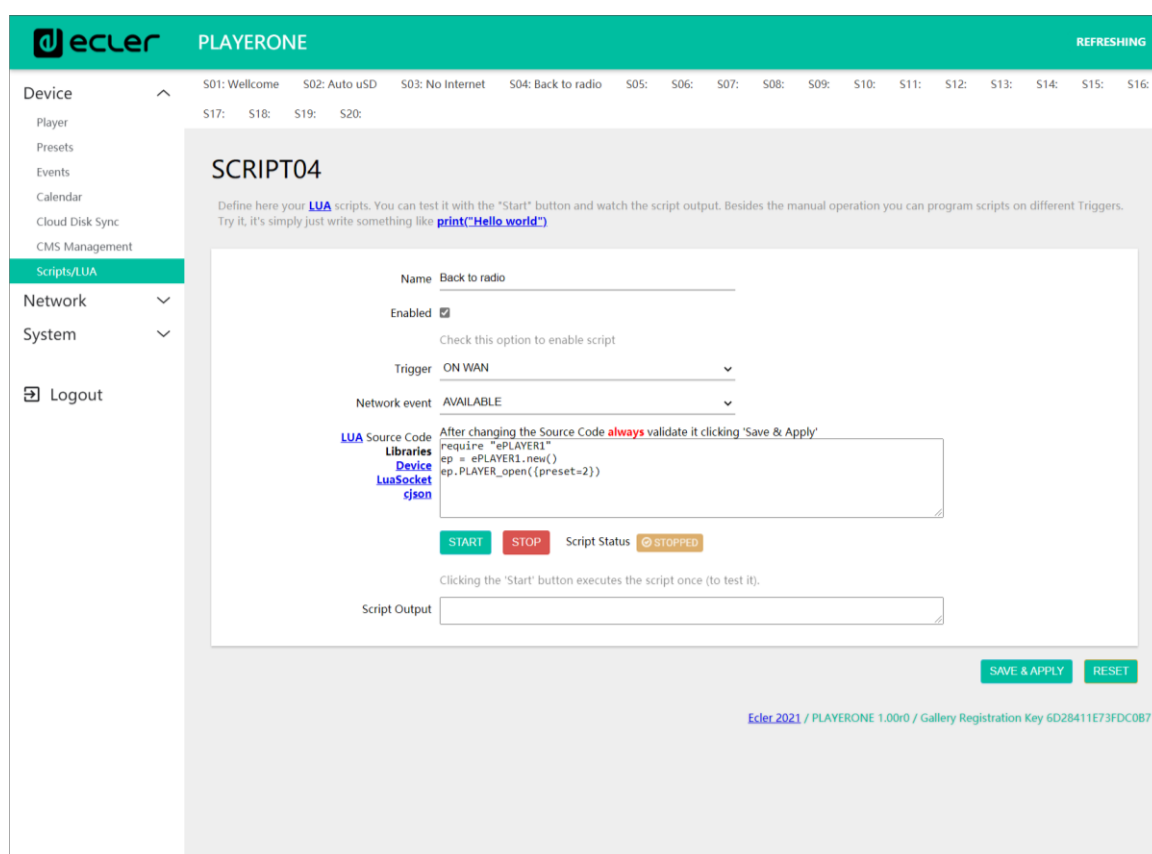 ecler
PLAYERONE
REFRESHING
Device
Player
Presets
Events
Calendar
Cloud Disk Sync
CMS Management
Scripts/LUA
Network
System
Logout
S01: Wellcome S02: Auto uSD S03: No Internet S04: Back to radio S05: S06: S07: S08: S09: S10: S11: S12: S13: S14: S15: S16:
S17: S18: S19: S20:
SCRIPT04
Define here your LUA scripts. You can test it with the "Start" button and watch the script output. Besides the manual operation you can program scripts on different Triggers.
Try it, it's simply just write something like print("Hello world")
Name Back to radio
Enabled
Check this option to enable script
Trigger ON WAN
Network event AVAILABLE
After changing the Source Code always validate it clicking 'Save & Apply'
LUA Source Code
Libraries
Device
LuaSocket
cjson
require "ePLAYER1"
ep = ePLAYER1.new()
ep.PLAYER_open({preset=2})
START STOP Script Status STOPPED
Clicking the 'Start' button executes the script once (to test it).
Script Output
SAVE & APPLY RESET
Ecler 2021 / PLAYERONE 1.00r0 / Gallery Registration Key 6D28411E73FDC0B7